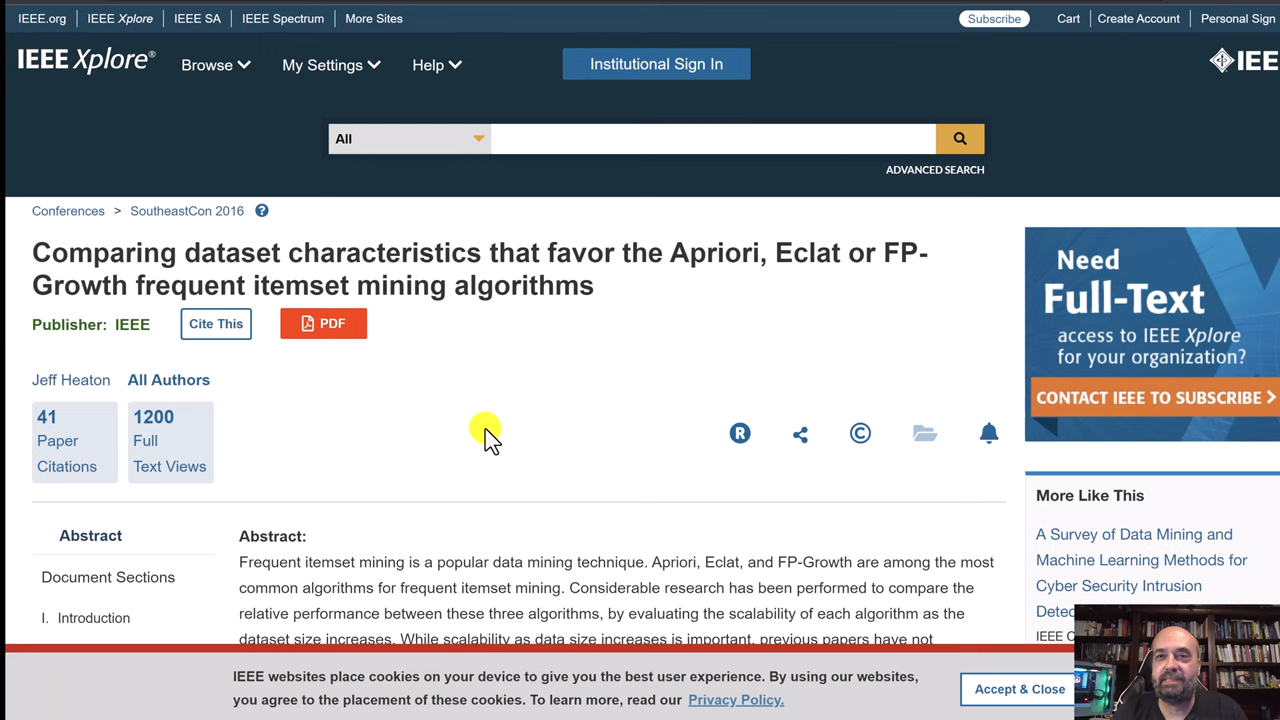 IEEE.org IEEE Xplore IEEE SA IEEE Spectrum More Sites Subscribe Cart Create Account Personal Sign
IEEE Xplore® Browse My Settings Help Institutional Sign In IEE
All
ADVANCED SEARCH
Conferences > SoutheastCon 2016 ?
Comparing dataset characteristics that favor the Apriori, Eclat or FP-
Growth frequent itemset mining algorithms
Publisher: IEEE Cite This PDF
Jeff Heaton All Authors
41
Paper
Citations
1200
Full
Text Views
R
©
Abstract
Document Sections
I. Introduction
Abstract:
Frequent itemset mining is a popular data mining technique. Apriori, Eclat, and FP-Growth are among the most
common algorithms for frequent itemset mining. Considerable research has been performed to compare the
relative performance between these three algorithms, by evaluating the scalability of each algorithm as the
dataset size increases. While scalability as data size increases is important, previous papers have not
Need
Full-Text
access to IEEE Xplore
for your organization?
CONTACT IEEE TO SUBSCRIBE >
More Like This
A Survey of Data Mining and
Machine Learning Methods for
Cyber Security Intrusion
Detec
IEEE C
IEEE websites place cookies on your device to give you the best user experience. By using our websites,
you agree to the placement of these cookies. To learn more, read our Privacy Policy.
Accept & Close